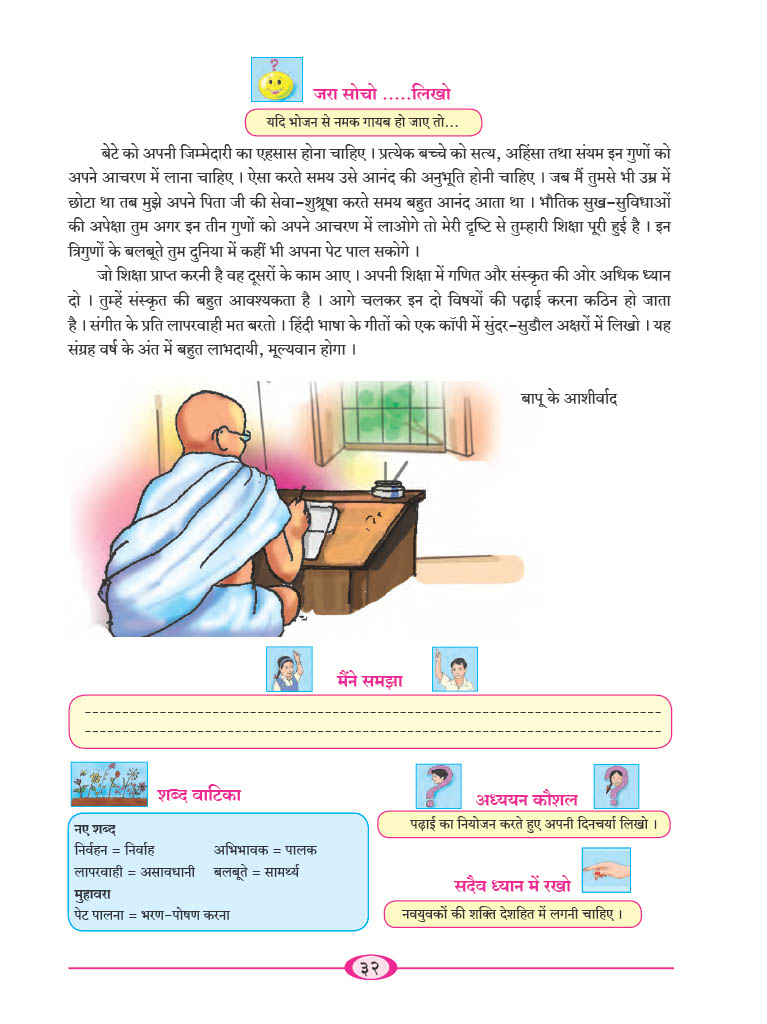 ?
जरा सोचो .....लिखो
यदि भोजन से नमक गायब हो जाए तो...
बेटे को अपनी जिम्मेदारी का एहसास होना चाहिए । प्रत्येक बच्चे को सत्य, अहिंसा तथा संयम इन गुणों को
अपने आचरण में लाना चाहिए । ऐसा करते समय उसे आनंद की अनुभूति होनी चाहिए । जब मैं तुमसे भी उम्र में
छोटा था तब मुझे अपने पिता जी की सेवा-शुश्रूषा करते समय बहुत आनंद आता था । भौतिक सुख-सुविधाओं
की अपेक्षा तुम अगर इन तीन गुणों को अपने आचरण में लाओगे तो मेरी दृष्टि से तुम्हारी शिक्षा पूरी हुई है । इन
त्रिगुणों के बलबूते तुम दुनिया में कहीं भी अपना पेट पाल सकोगे ।
जो शिक्षा प्राप्त करनी है वह दूसरों के काम आए । अपनी शिक्षा में गणित और संस्कृत की ओर अधिक ध्यान
दो । तुम्हें संस्कृत की बहुत आवश्यकता है । आगे चलकर इन दो विषयों की पढ़ाई करना कठिन हो जाता
है । संगीत के प्रति लापरवाही मत बरतो । हिंदी भाषा के गीतों को एक कॉपी में सुंदर-सुडौल अक्षरों में लिखो । यह
संग्रह वर्ष के अंत में बहुत लाभदायी, मूल्यवान होगा ।
बापू के आशीर्वाद
मैंने समझा
शब्द वाटिका
नए शब्द
निर्वहन = निर्वाह अभिभावक = पालक
लापरवाही = असावधानी बलबूते = सामर्थ्य
मुहावरा
पेट पालना = भरण-पोषण करना
अध्ययन कौशल
पढ़ाई का नियोजन करते हुए अपनी दिनचर्या लिखो ।
सदैव ध्यान में रखो
नवयुवकों की शक्ति देशहित में लगनी चाहिए ।
३२